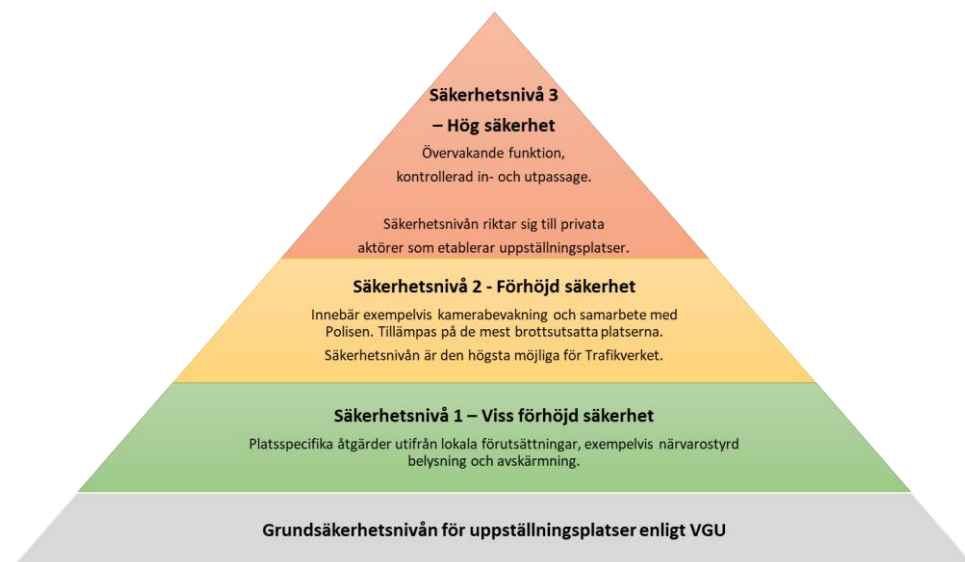 Säkerhetsnivå 3
– Hög säkerhet
Övervakande funktion,
kontrollerad in- och utpassage.
Säkerhetsnivån riktar sig till privata
aktörer som etablerar uppställningsplatser.
Säkerhetsnivå 2 - Förhöjd säkerhet
Innebär exempelvis kamerabevakning och samarbete med
Polisen. Tillämpas på de mest brottsutsatta platserna.
Säkerhetsnivån är den högsta möjliga för Trafikverket.
Säkerhetsnivå 1 – Viss förhöjd säkerhet
Platsspecifika åtgärder utifrån lokala förutsättningar, exempelvis närvarostyrd
belysning och avskärmning.
Grundsäkerhetsnivån för uppställningsplatser enligt VGU